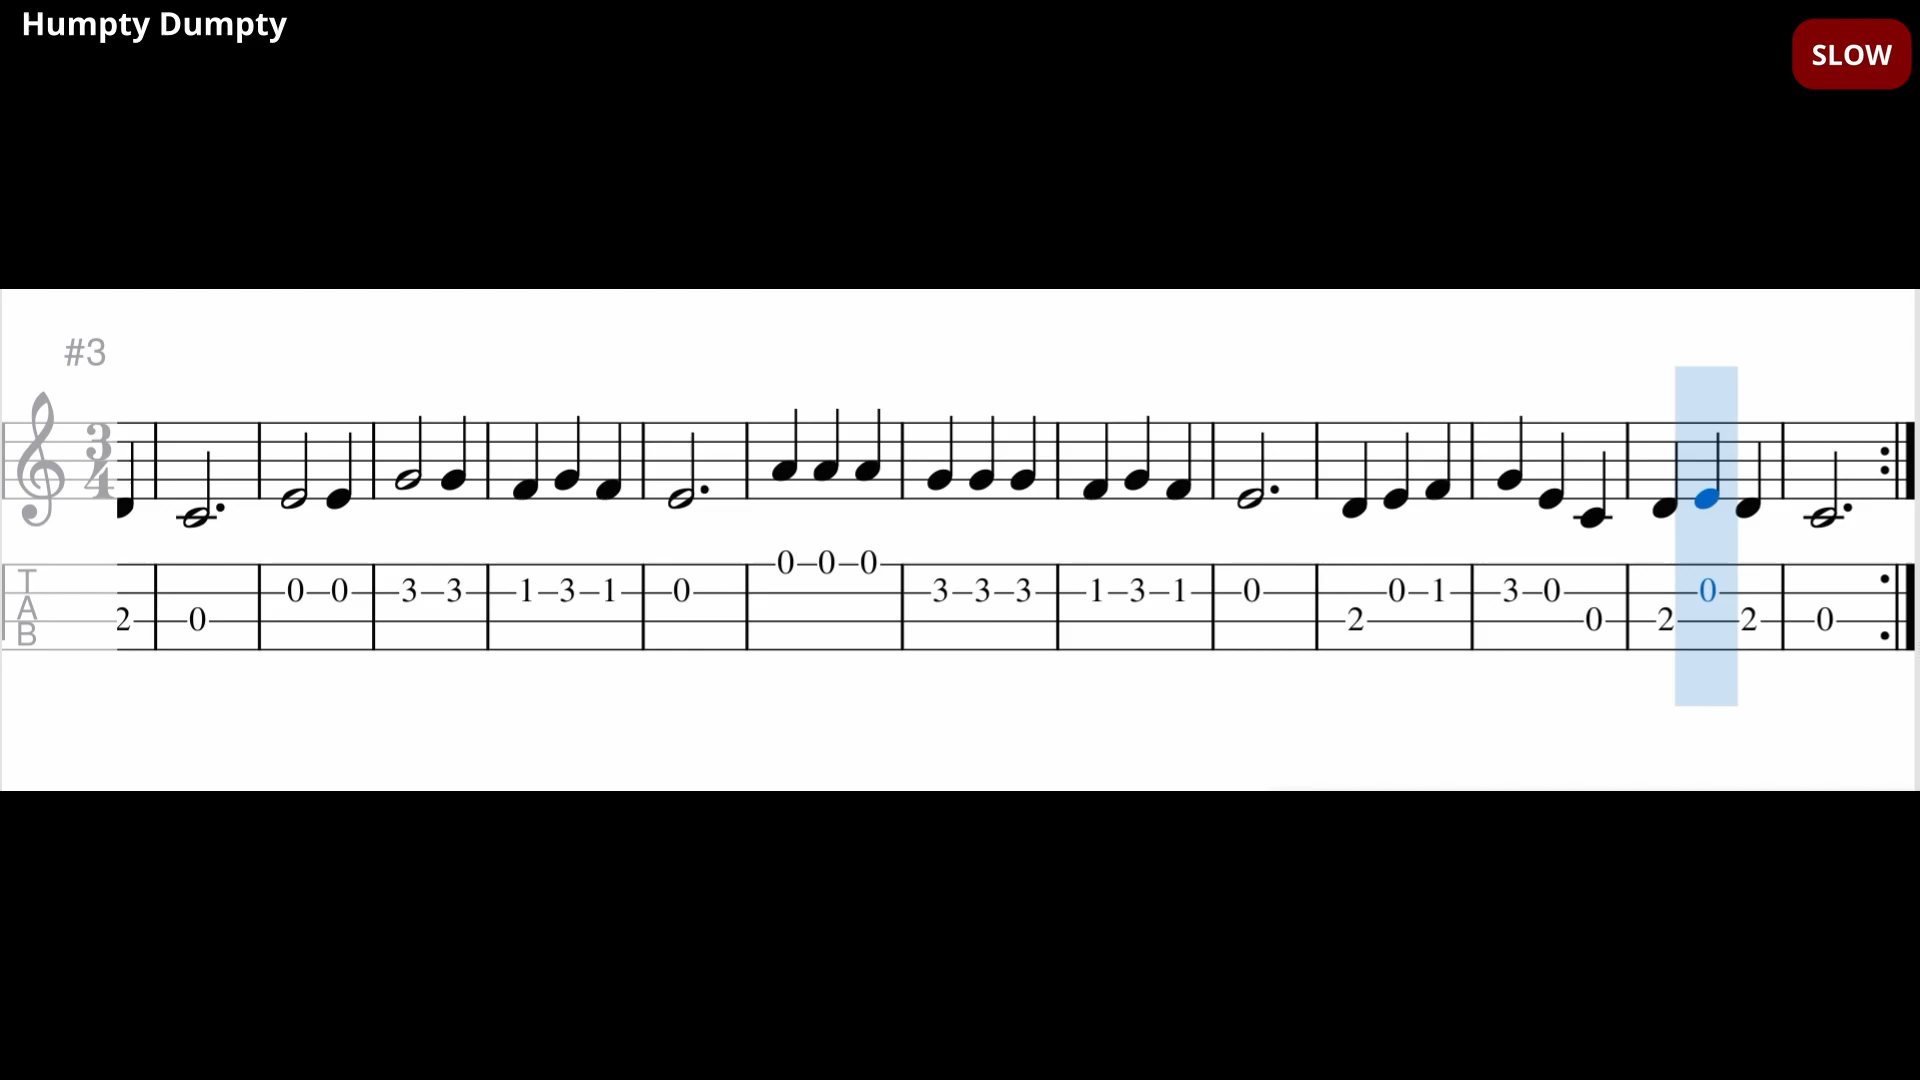 Humpty Dumpty
SLOW
#3
3
4
0 0 0
T
A
B
0 0 3 3 1 3 1 0 3 3 3 1 3 1 0 0 1 3 0 0
2 0 2 0 2 2 0